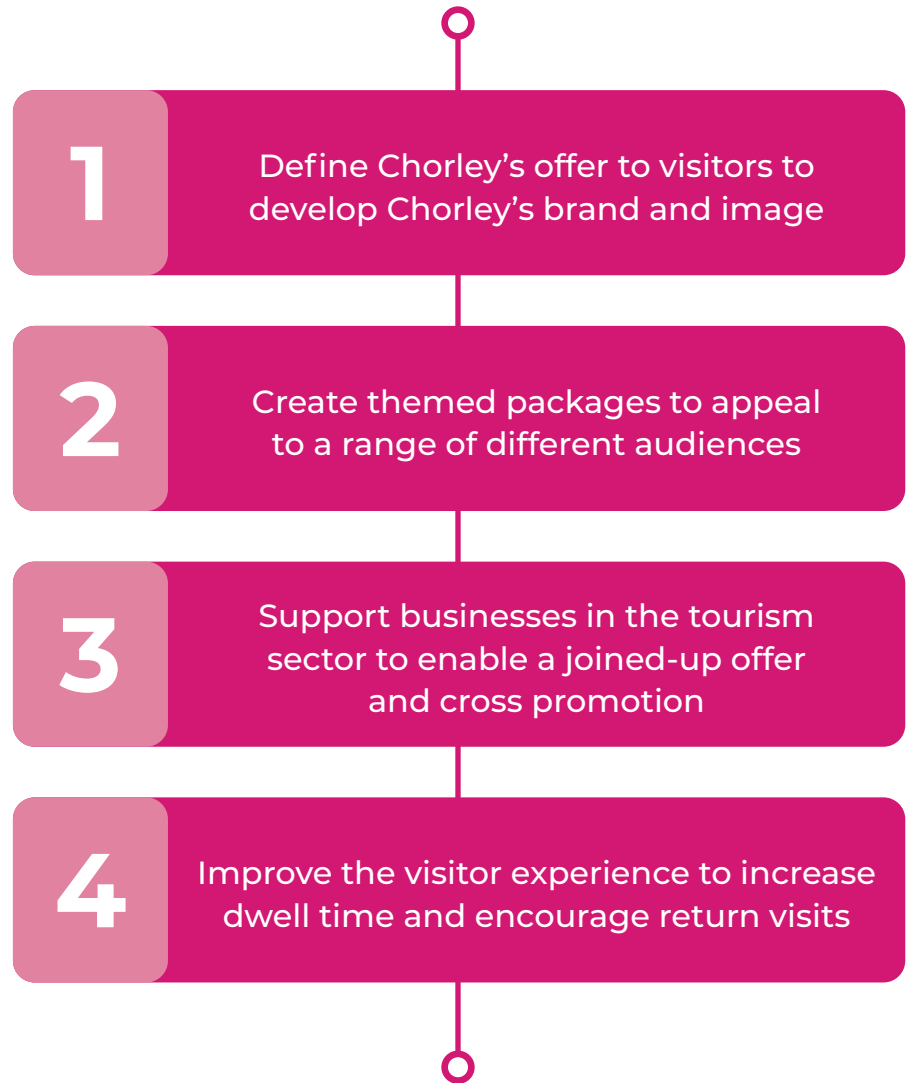 1
Define Chorley’s offer to visitors to
develop Chorley’s brand and image
2
Create themed packages to appeal
to a range of different audiences
3
Support businesses in the tourism
sector to enable a joined-up offer
and cross promotion
4
Improve the visitor experience to increase
dwell time and encourage return visits